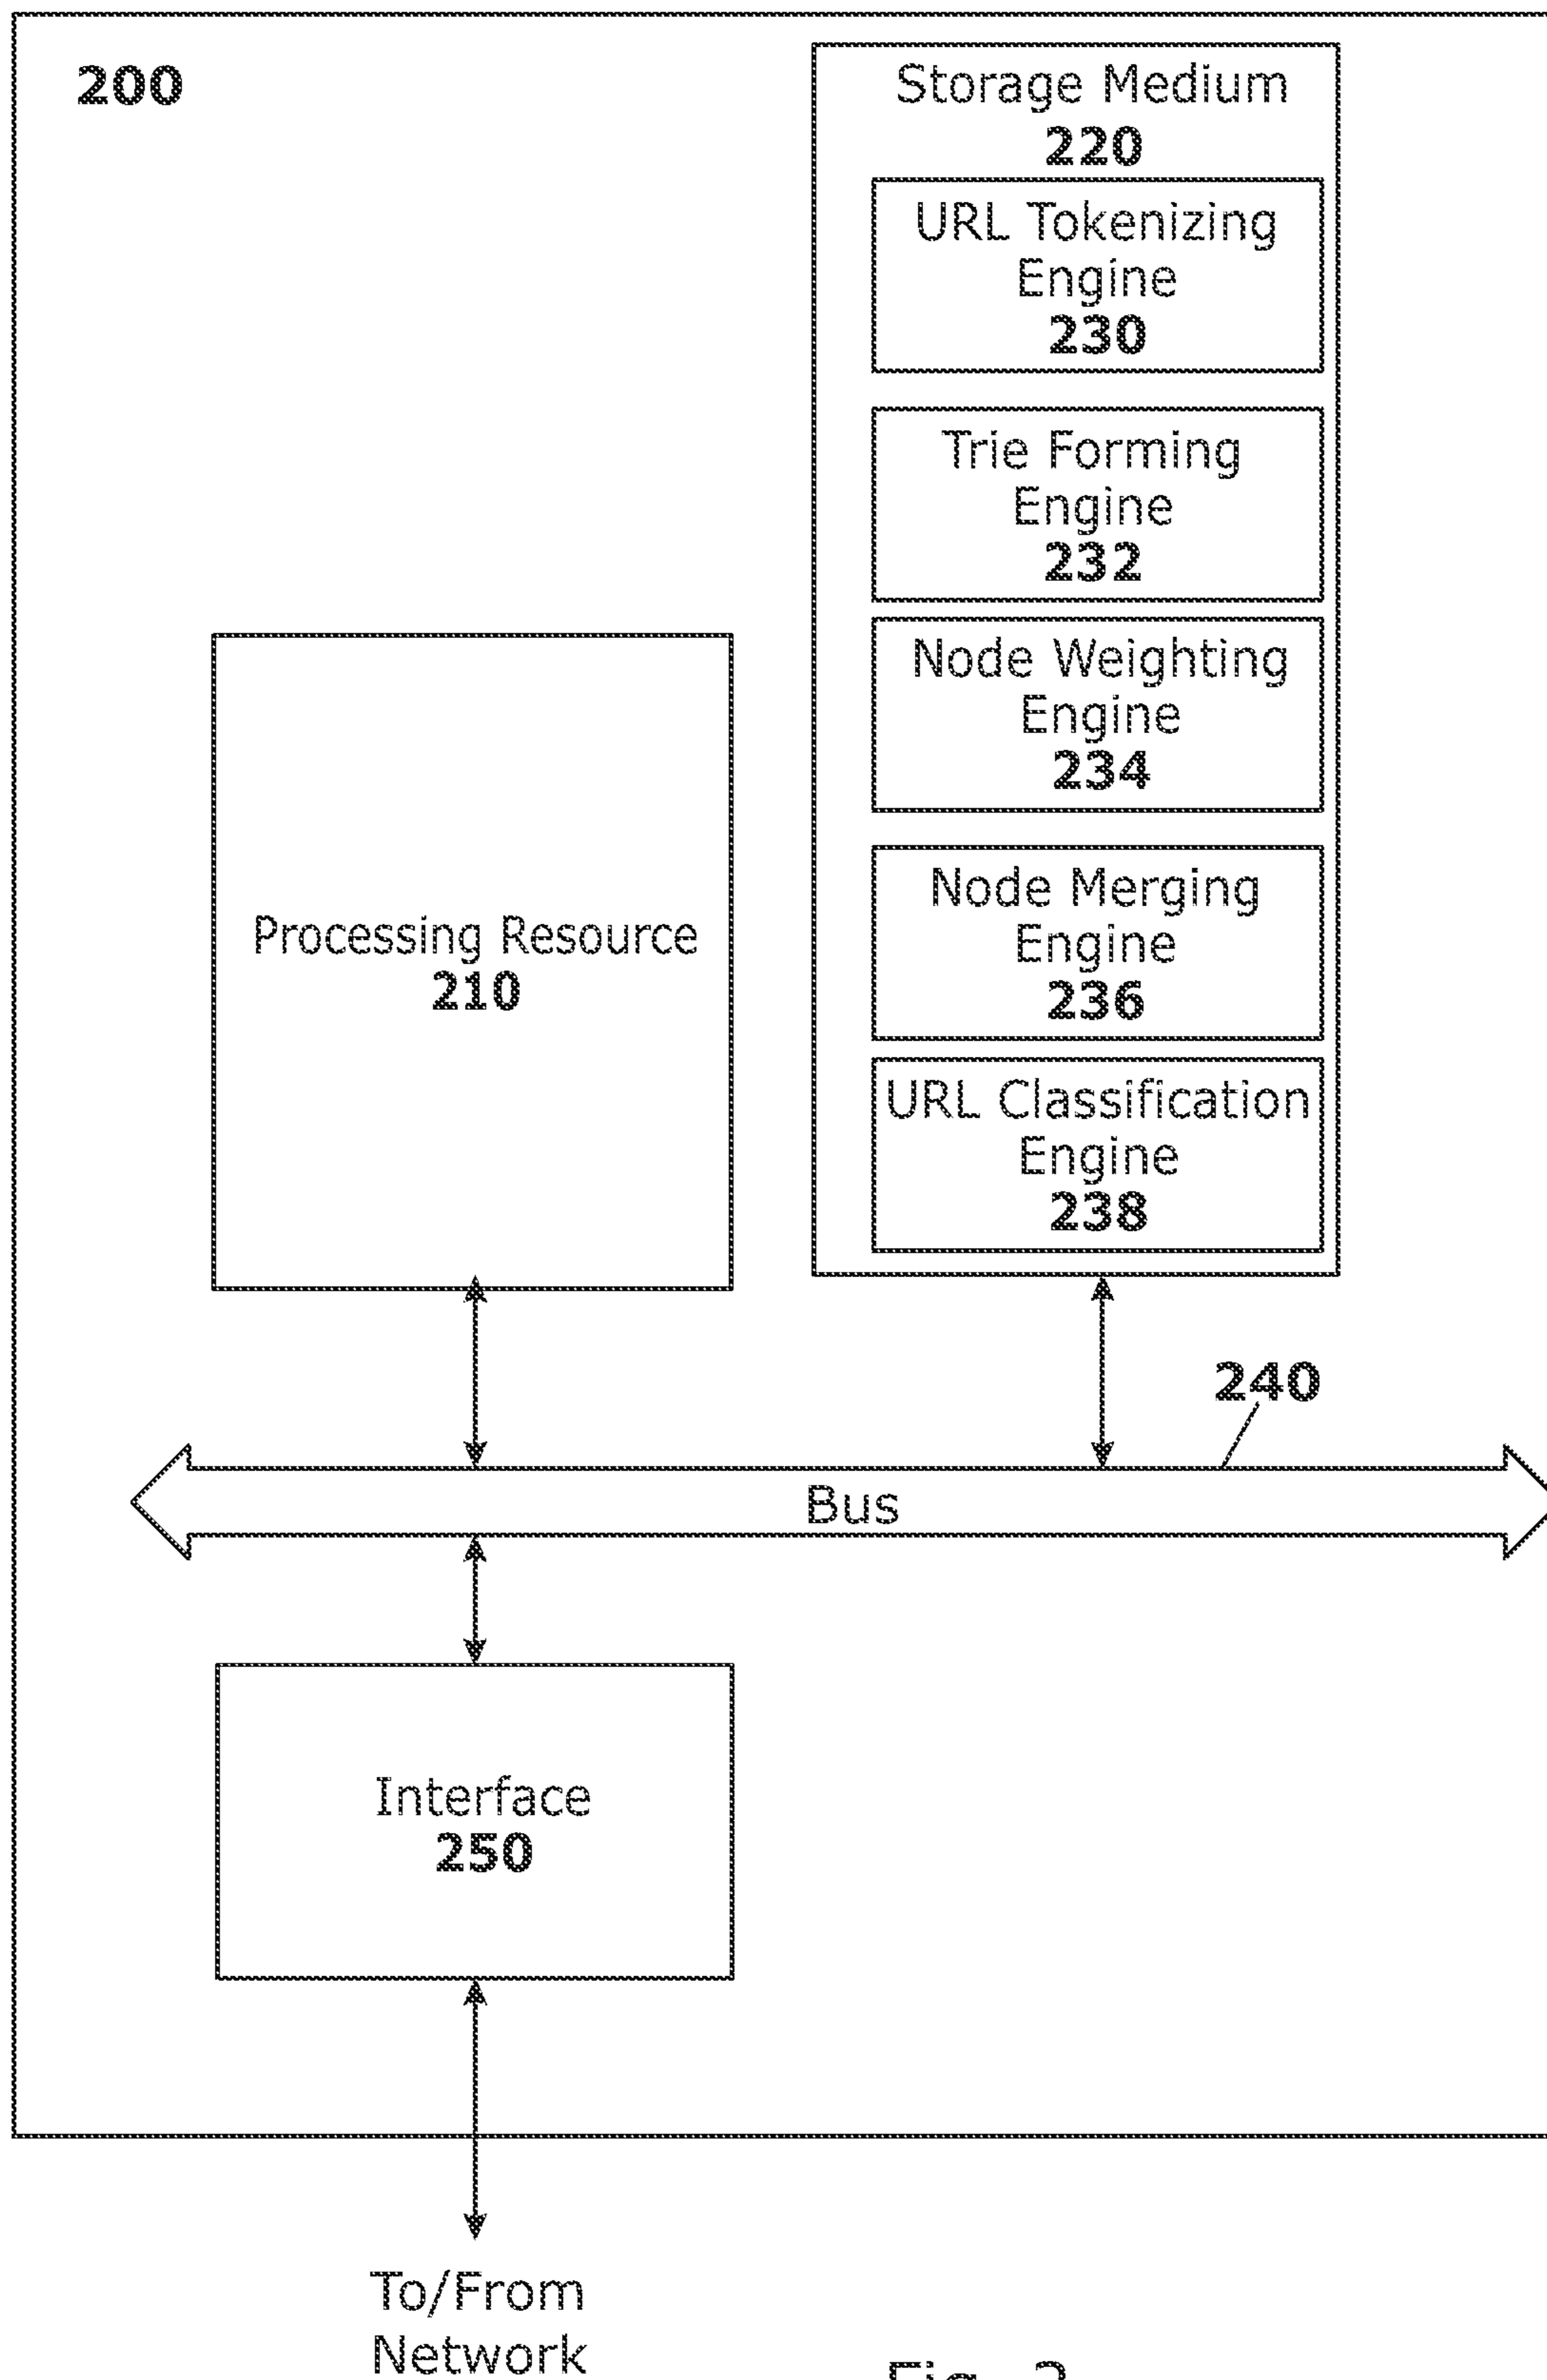 200
Storage Medium
220
URL Tokenizing
Engine
230
Trie Forming
Engine
232
Node Weighting
Engine
234
Node Merging
Engine
236
URL Classification
Engine
238
Processing Resource
210
240
Bus
Interface
250
To/From
Network
Fig.